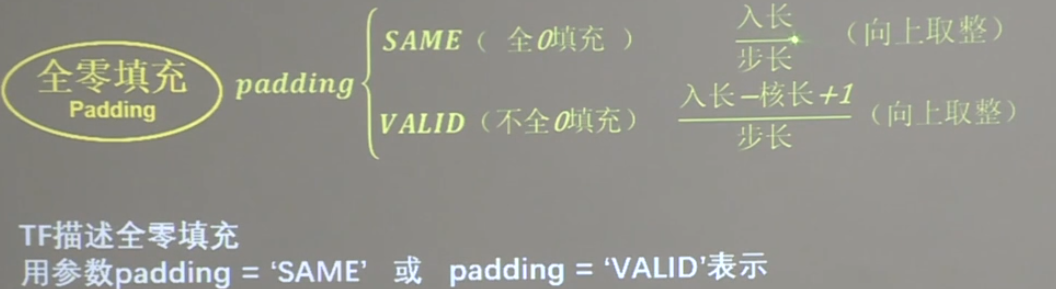 全零填充
Padding
padding
SAME（ 全0填充 ） 入长 / 步长 （向上取整）
VALID（不全0填充） 入长–核长+1 / 步长 （向上取整）
TF描述全零填充
用参数padding = ‘SAME’ 或 padding = ‘VALID’表示